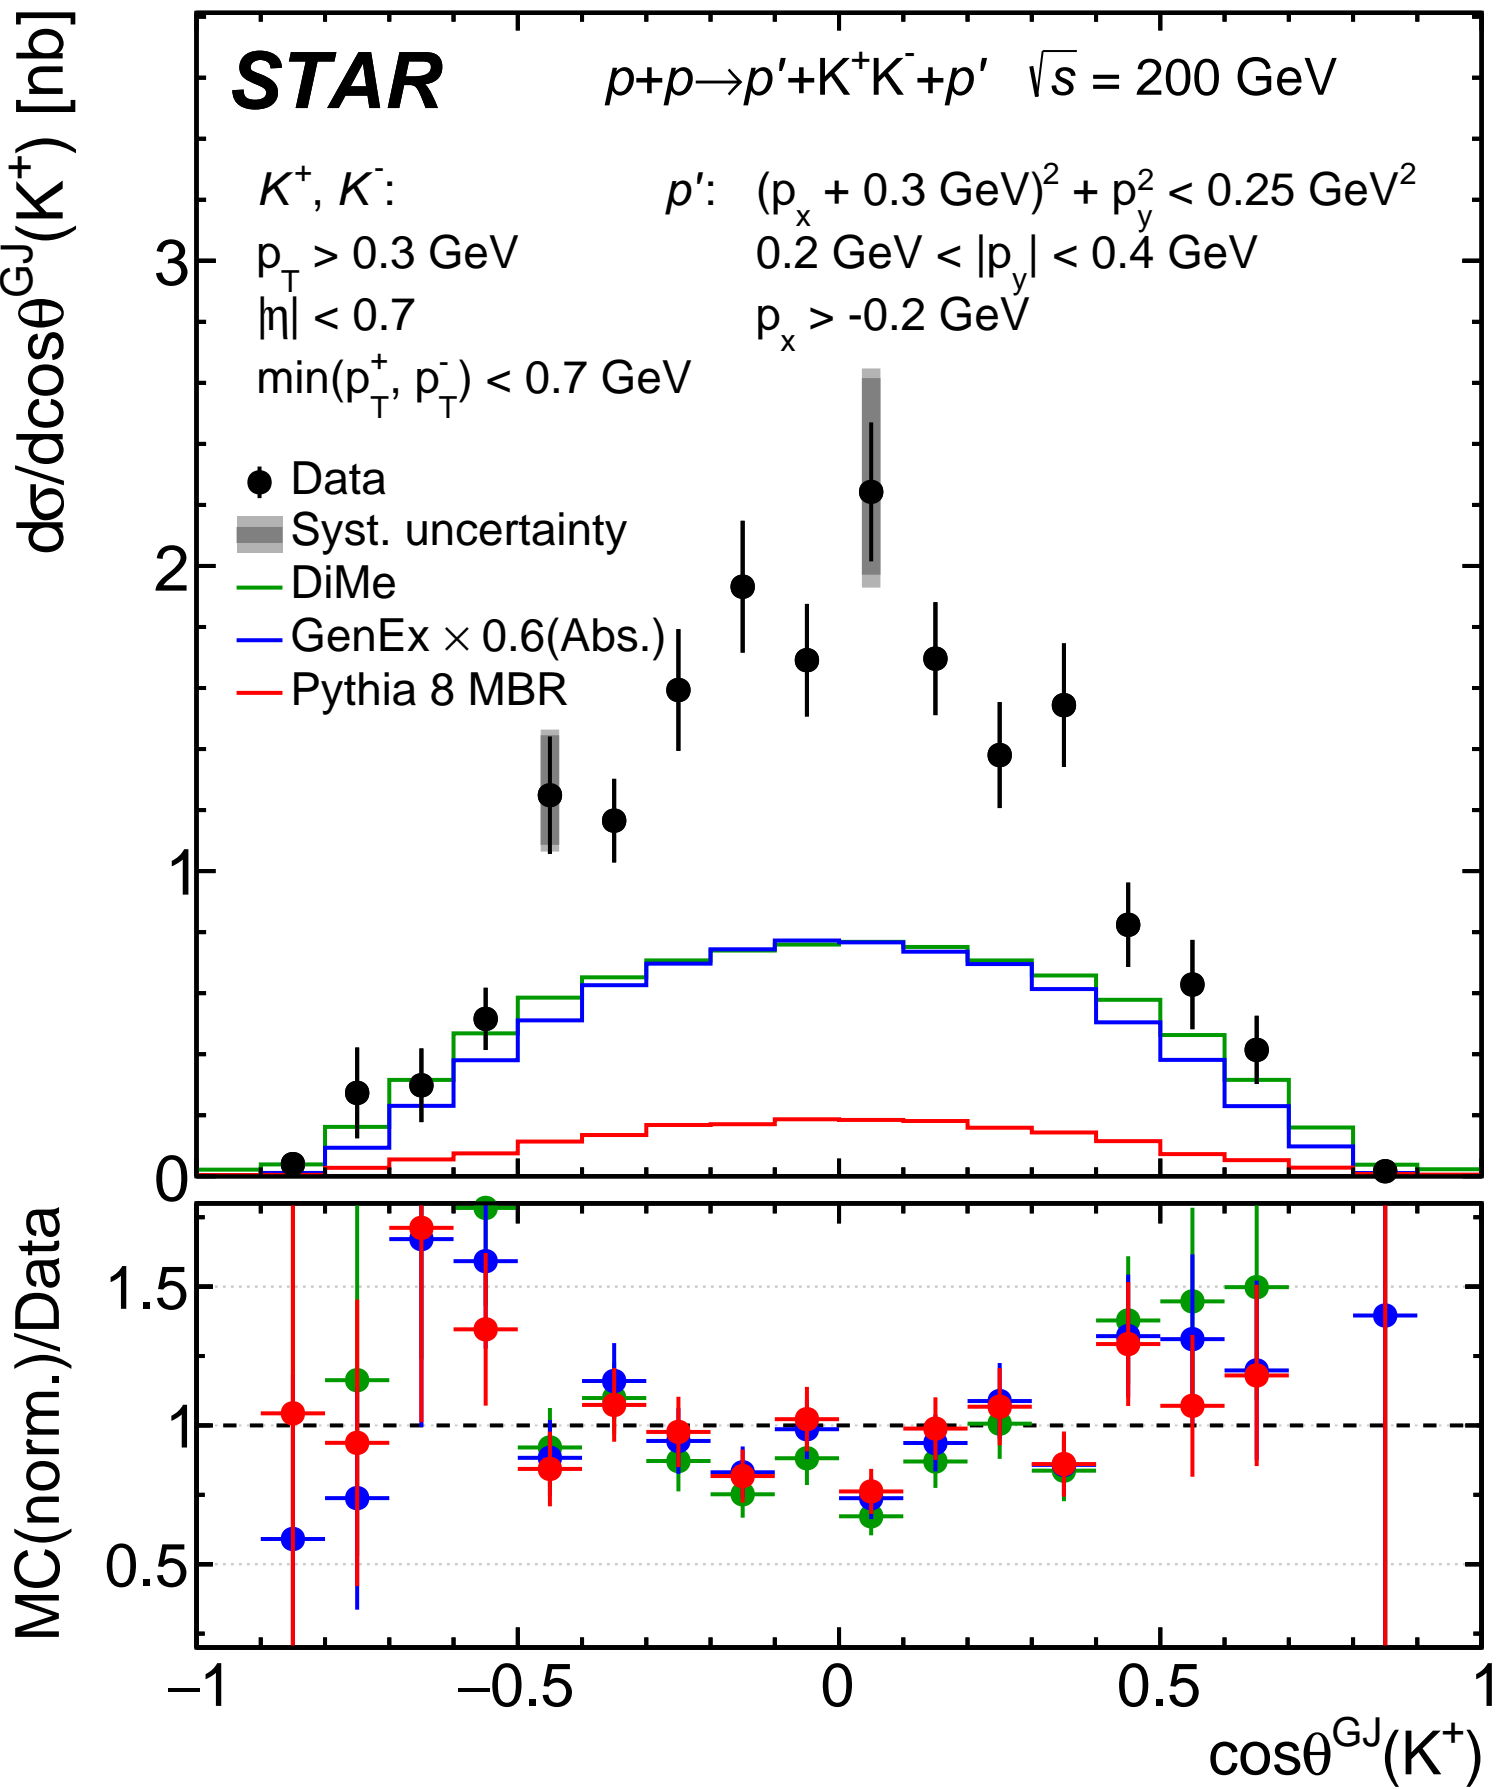 dσ/dcosθ^GJ(K⁺) [nb]
STAR p+p→p′+K⁺K⁻+p′ √s = 200 GeV
K⁺, K⁻: p′: (p_x + 0.3 GeV)² + p_y² < 0.25 GeV²
p_T > 0.3 GeV 0.2 GeV < |p_y| < 0.4 GeV
|η| < 0.7 p_x > -0.2 GeV
min(p_T⁺, p_T⁻) < 0.7 GeV
Data
Syst. uncertainty
DiMe
GenEx × 0.6(Abs.)
Pythia 8 MBR
3
2
1
0
MC(norm.)/Data
1.5
1
0.5
−1 −0.5 0 0.5 1
cosθ^GJ(K⁺)